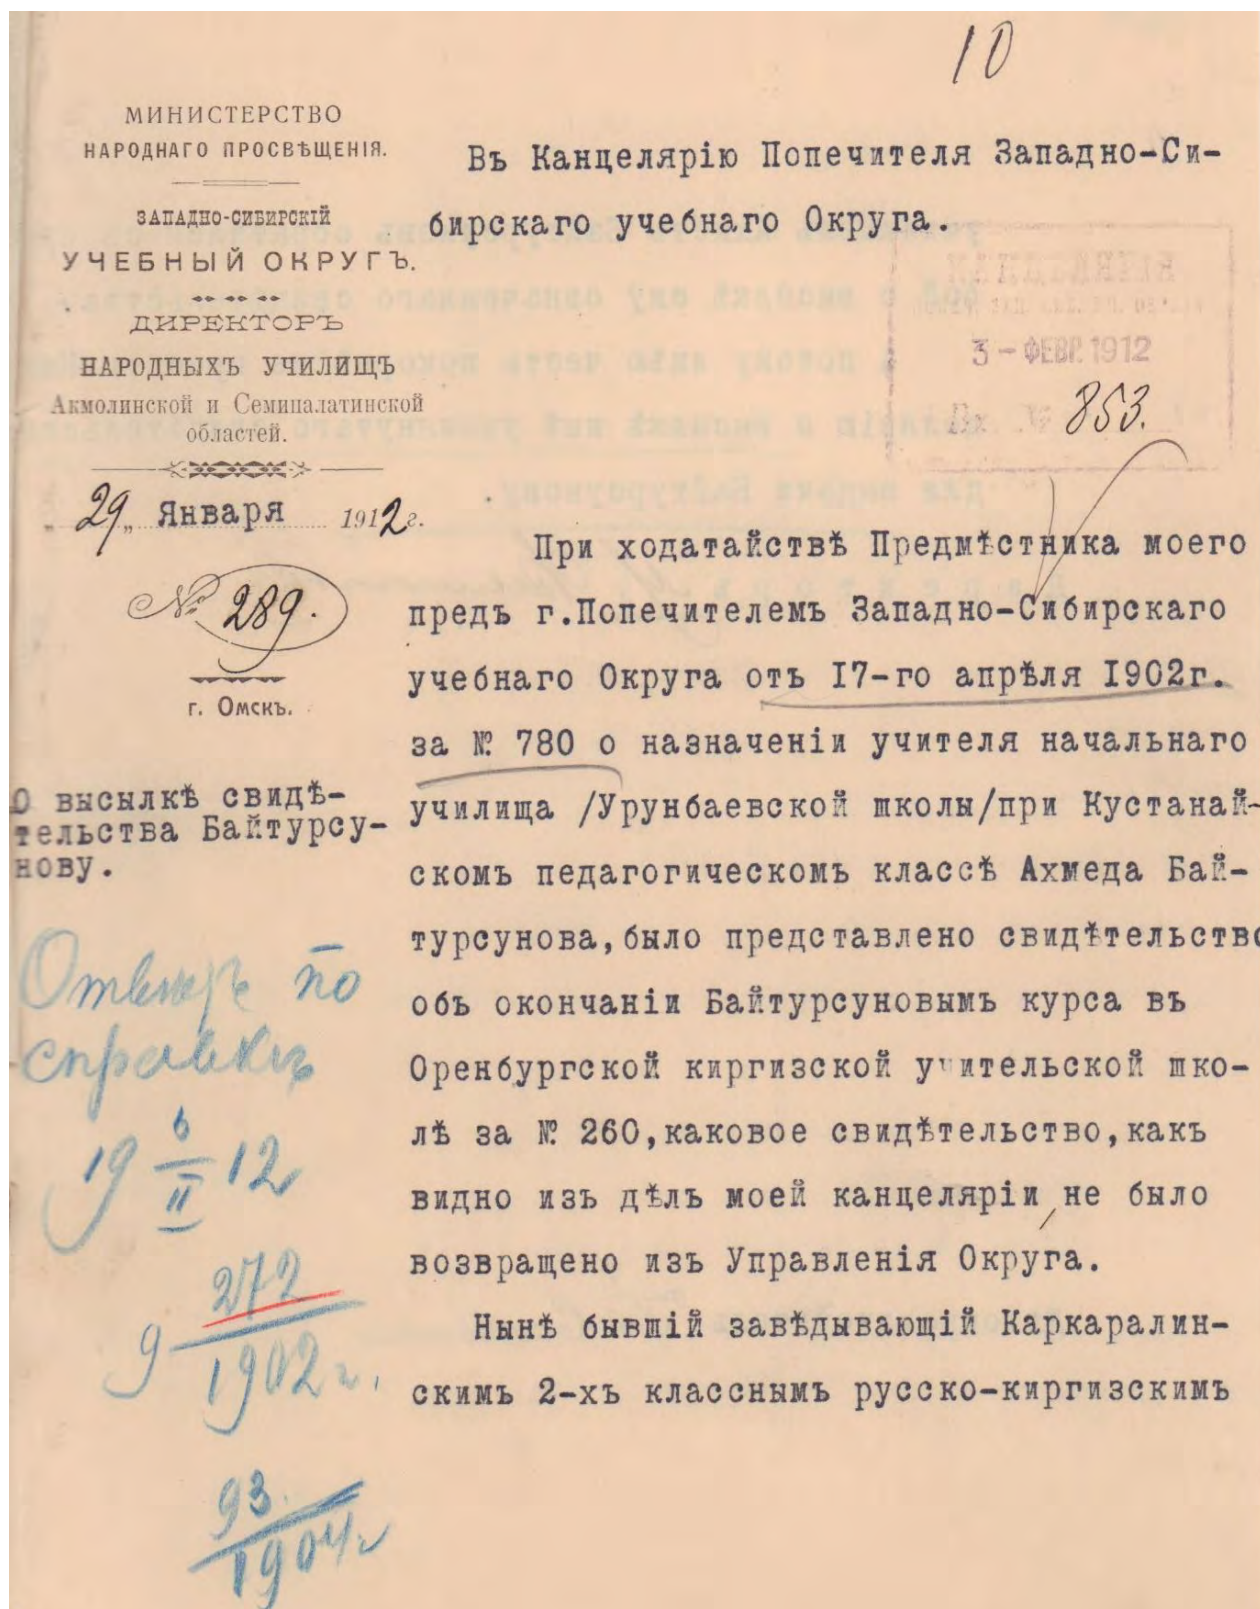 10
МИНИСТЕРСТВО
НАРОДНАГО ПРОСВѢЩЕНІЯ.
ЗАПАДНО-СИБИРСКІЙ
УЧЕБНЫЙ ОКРУГЪ.
ДИРЕКТОРЪ
НАРОДНЫХЪ УЧИЛИЩЪ
Акмолинской и Семипалатинской
областей.
„29„ Января 1912г.
№ 289.
г. Омскъ.
О высылкѣ свидѣ-
тельства Байтурсу-
нову.
Въ Канцелярію Попечителя Западно-Си-
бирскаго учебнаго Округа.
3 – ФЕВР. 1912
Вх. № 853.
При ходатайствѣ Предмѣстника моего
предъ г.Попечителемъ Западно-Сибирскаго
учебнаго Округа отъ I7-го апрѣля I902г.
за № 780 о назначеніи учителя начальнаго
училища /Урунбаевской школы/при Кустанай-
скомъ педагогическомъ классѣ Ахмеда Бай-
турсунова,было представлено свидѣтельство
объ окончаніи Байтурсуновымъ курса въ
Оренбургской киргизской учительской шко-
лѣ за № 260,каковое свидѣтельство,какъ
видно изъ дѣлъ моей канцеляріи, не было
возвращено изъ Управленія Округа.
Нынѣ бывшій завѣдывающій Каркаралин-
скимъ 2-хъ класснымъ русско-киргизскимъ
по
справкѣ
19 6/II 12
272
1902 г.
93.
1904г